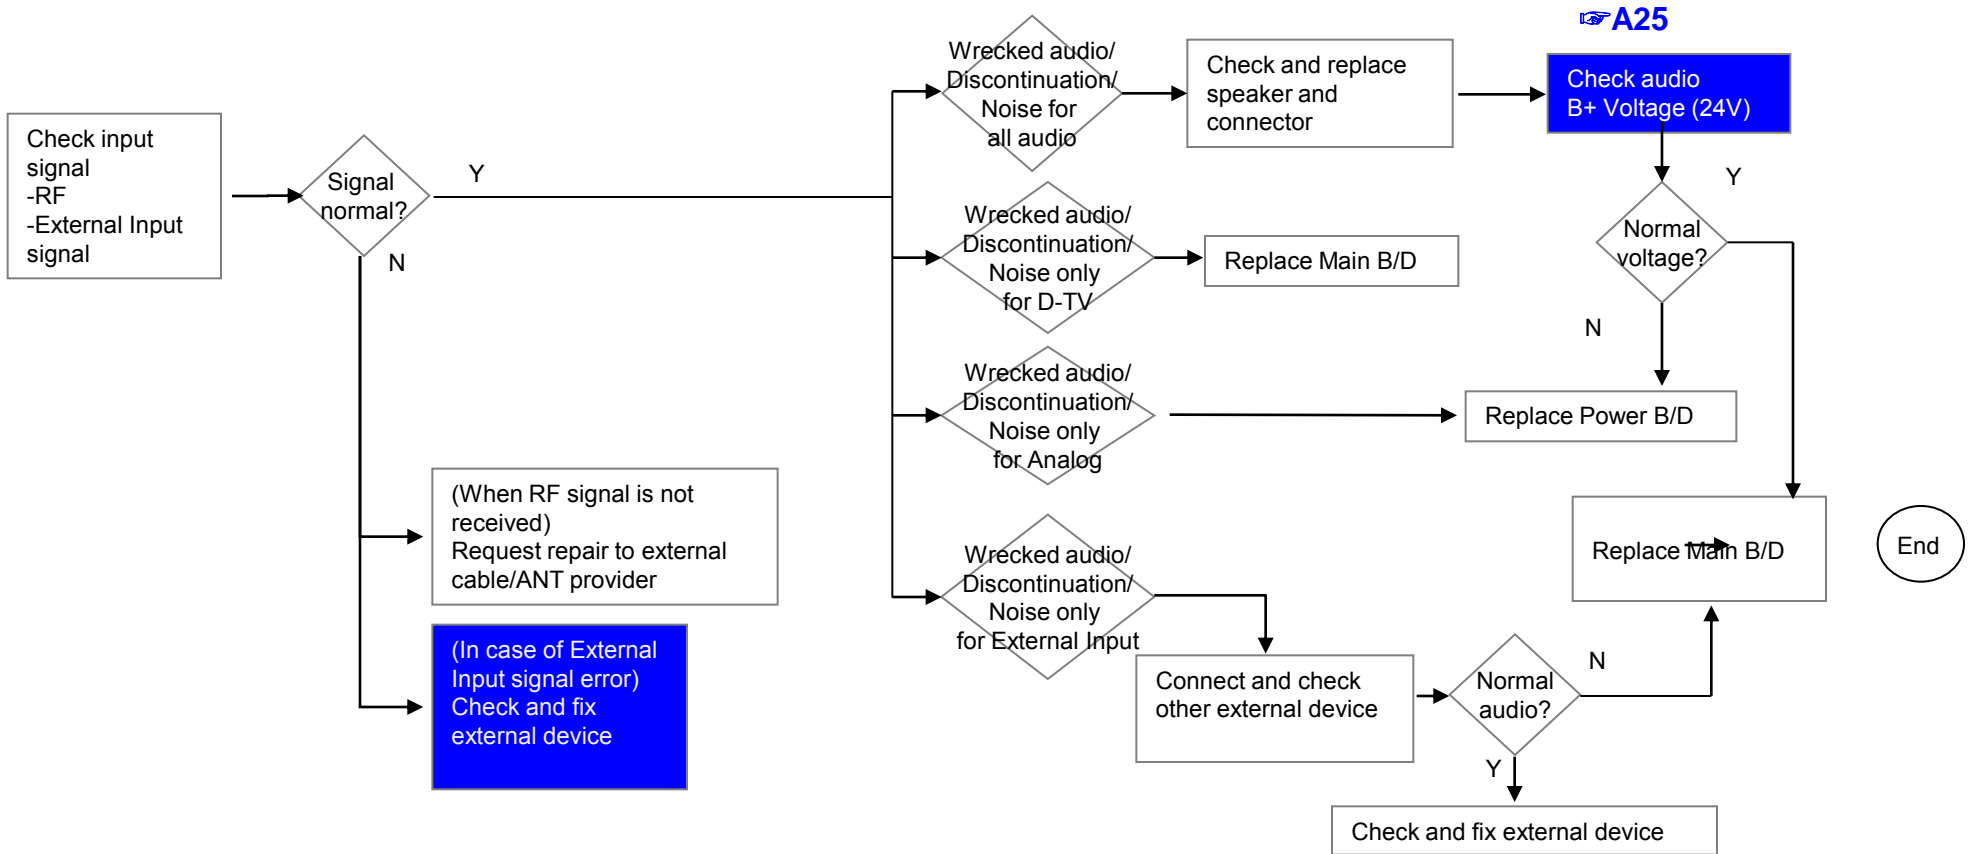 ☞A25
Check input
signal
-RF
-External Input
signal
Signal
normal?
Y
N
(When RF signal is not
received)
Request repair to external
cable/ANT provider
(In case of External
Input signal error)
Check and fix
external device
Wrecked audio/
Discontinuation/
Noise for
all audio
Check and replace
speaker and
connector
Check audio
B+ Voltage (24V)
Y
Normal
voltage?
N
Wrecked audio/
Discontinuation/
Noise only
for D-TV
Replace Main B/D
Wrecked audio/
Discontinuation/
Noise only
for Analog
Replace Power B/D
Wrecked audio/
Discontinuation/
Noise only
for External Input
Connect and check
other external device
Normal
audio?
N
Y
Replace Main B/D
End
Check and fix external device